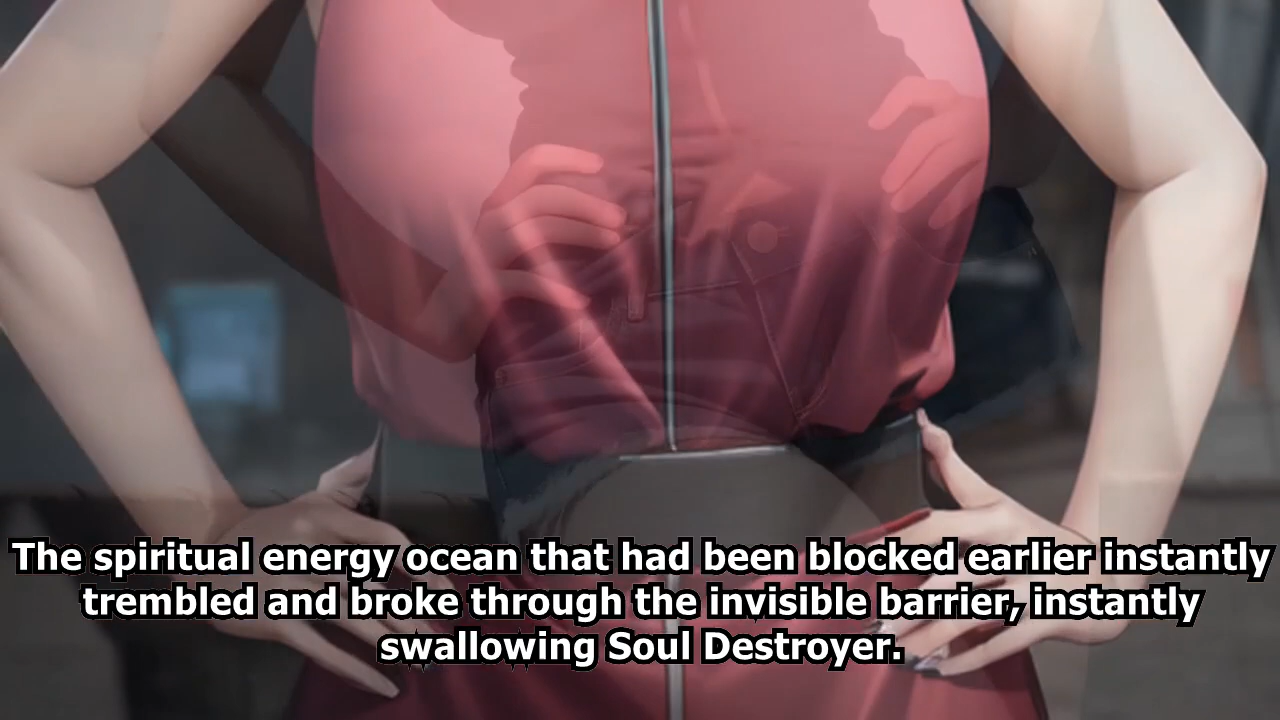 The spiritual energy ocean that had been blocked earlier instantly
trembled and broke through the invisible barrier, instantly
swallowing Soul Destroyer.